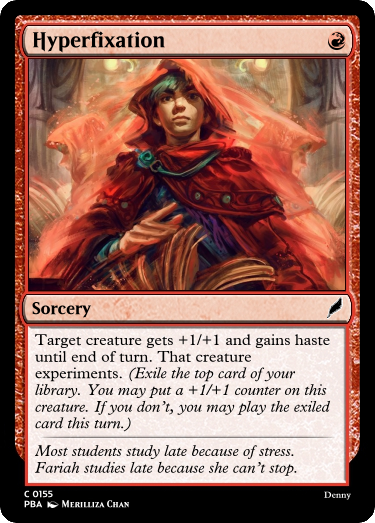 Hyperfixation
Sorcery
Target creature gets +1/+1 and gains haste
until end of turn. That creature
experiments. (Exile the top card of your
library. You may put a +1/+1 counter on this
creature. If you don't, you may play the exiled
card this turn.)
Most students study late because of stress.
Fariah studies late because she can't stop.
C 0155
PBA Merilliza Chan
Denny